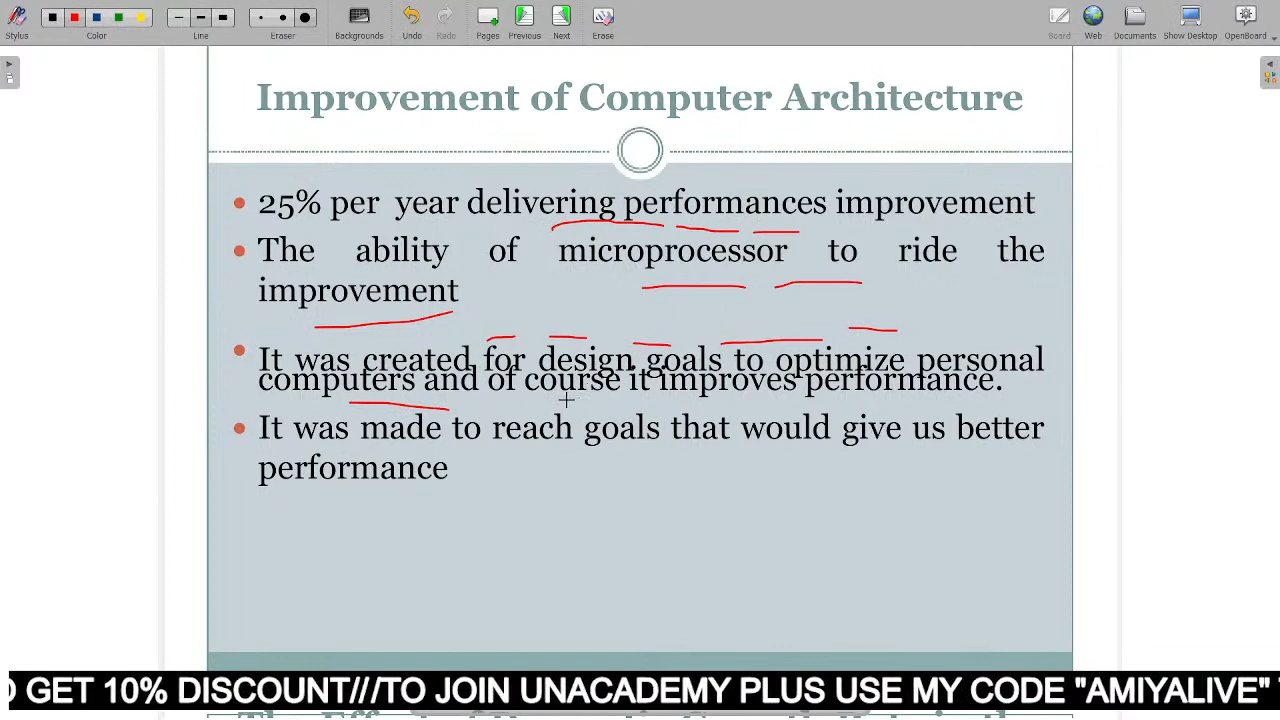 Stylus
Color
Line
Eraser
Backgrounds
Undo
Redo
Pages
Previous
Next
Erase
Board
Web
Documents
Show Desktop
OpenBoard
Improvement of Computer Architecture
25% per year delivering performances improvement
The ability of microprocessor to ride the
improvement
It was created for design goals to optimize personal
computers and of course it improves performance.
It was made to reach goals that would give us better
performance
GET 10% DISCOUNT///TO JOIN UNACADEMY PLUS USE MY CODE "AMIYALIVE"